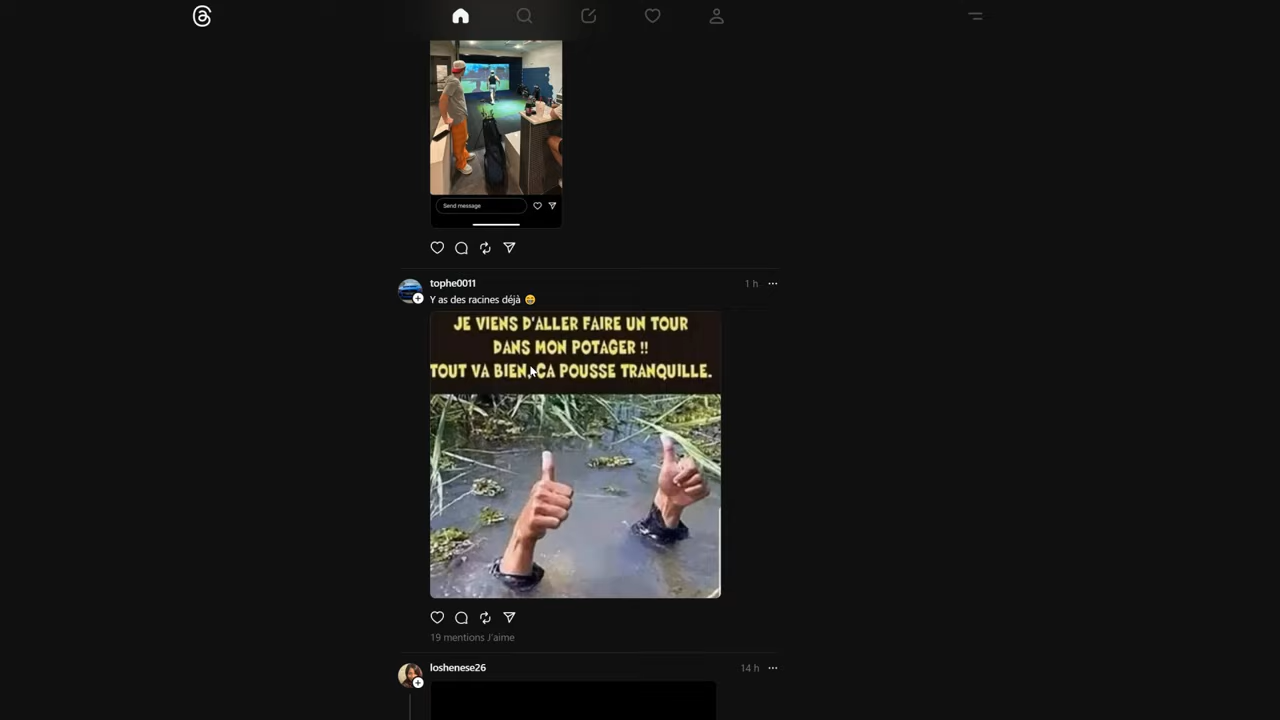 Send message
tophe0011
1 h
Y as des racines déjà 😄
JE VIENS D'ALLER FAIRE UN TOUR
DANS MON POTAGER !!
TOUT VA BIEN,ÇA POUSSE TRANQUILLE.
19 mentions J'aime
loshenese26
14 h